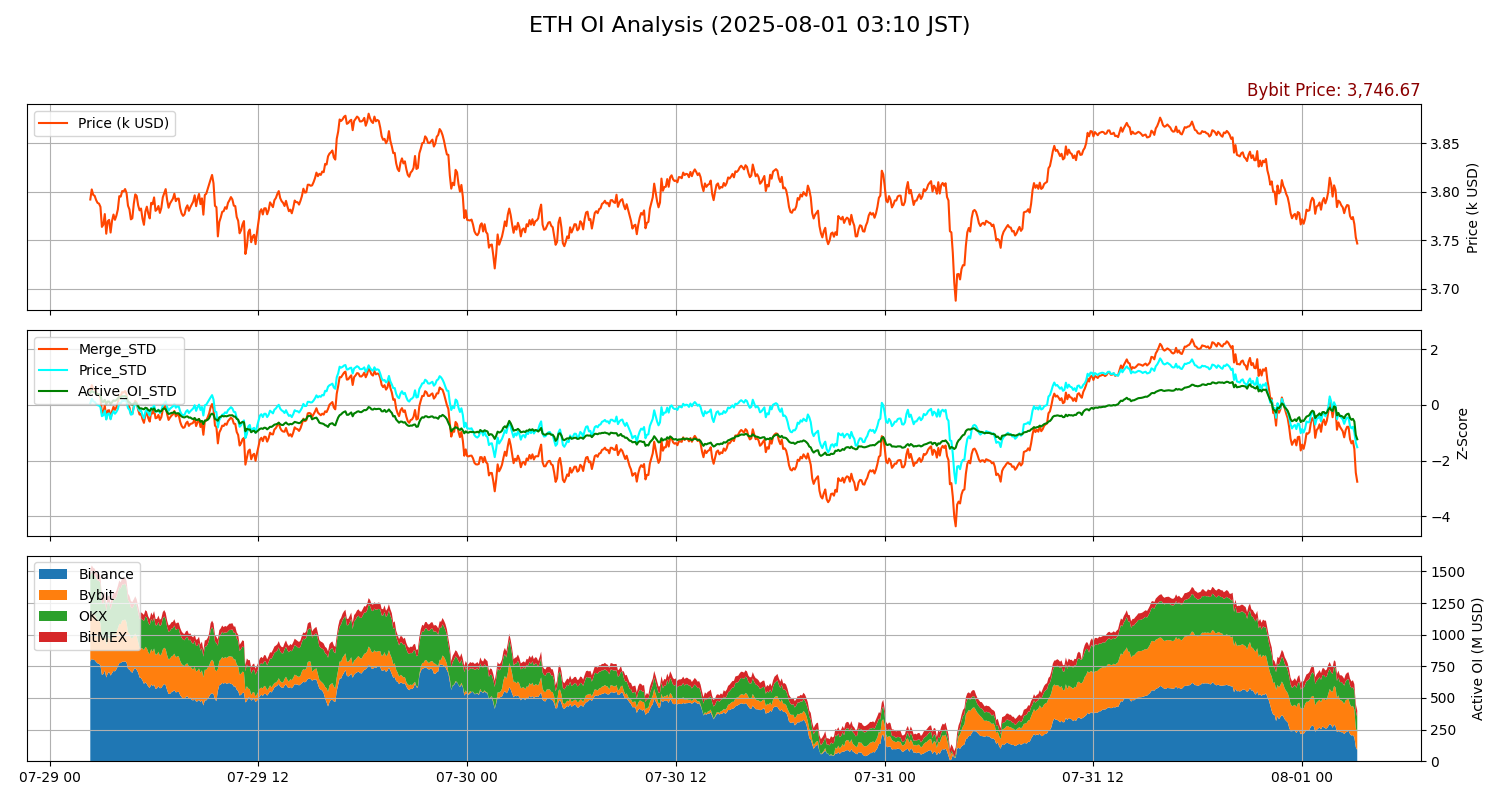 ETH OI Analysis (2025-08-01 03:10 JST)
Bybit Price: 3,746.67
Price (k USD)
3.85
3.80
3.75
3.70
Price (k USD)
Merge_STD
Price_STD
Active_OI_STD
2
0
−2
−4
Z-Score
Binance
Bybit
OKX
BitMEX
1500
1250
1000
750
500
250
0
Active OI (M USD)
07-29 00
07-29 12
07-30 00
07-30 12
07-31 00
07-31 12
08-01 00